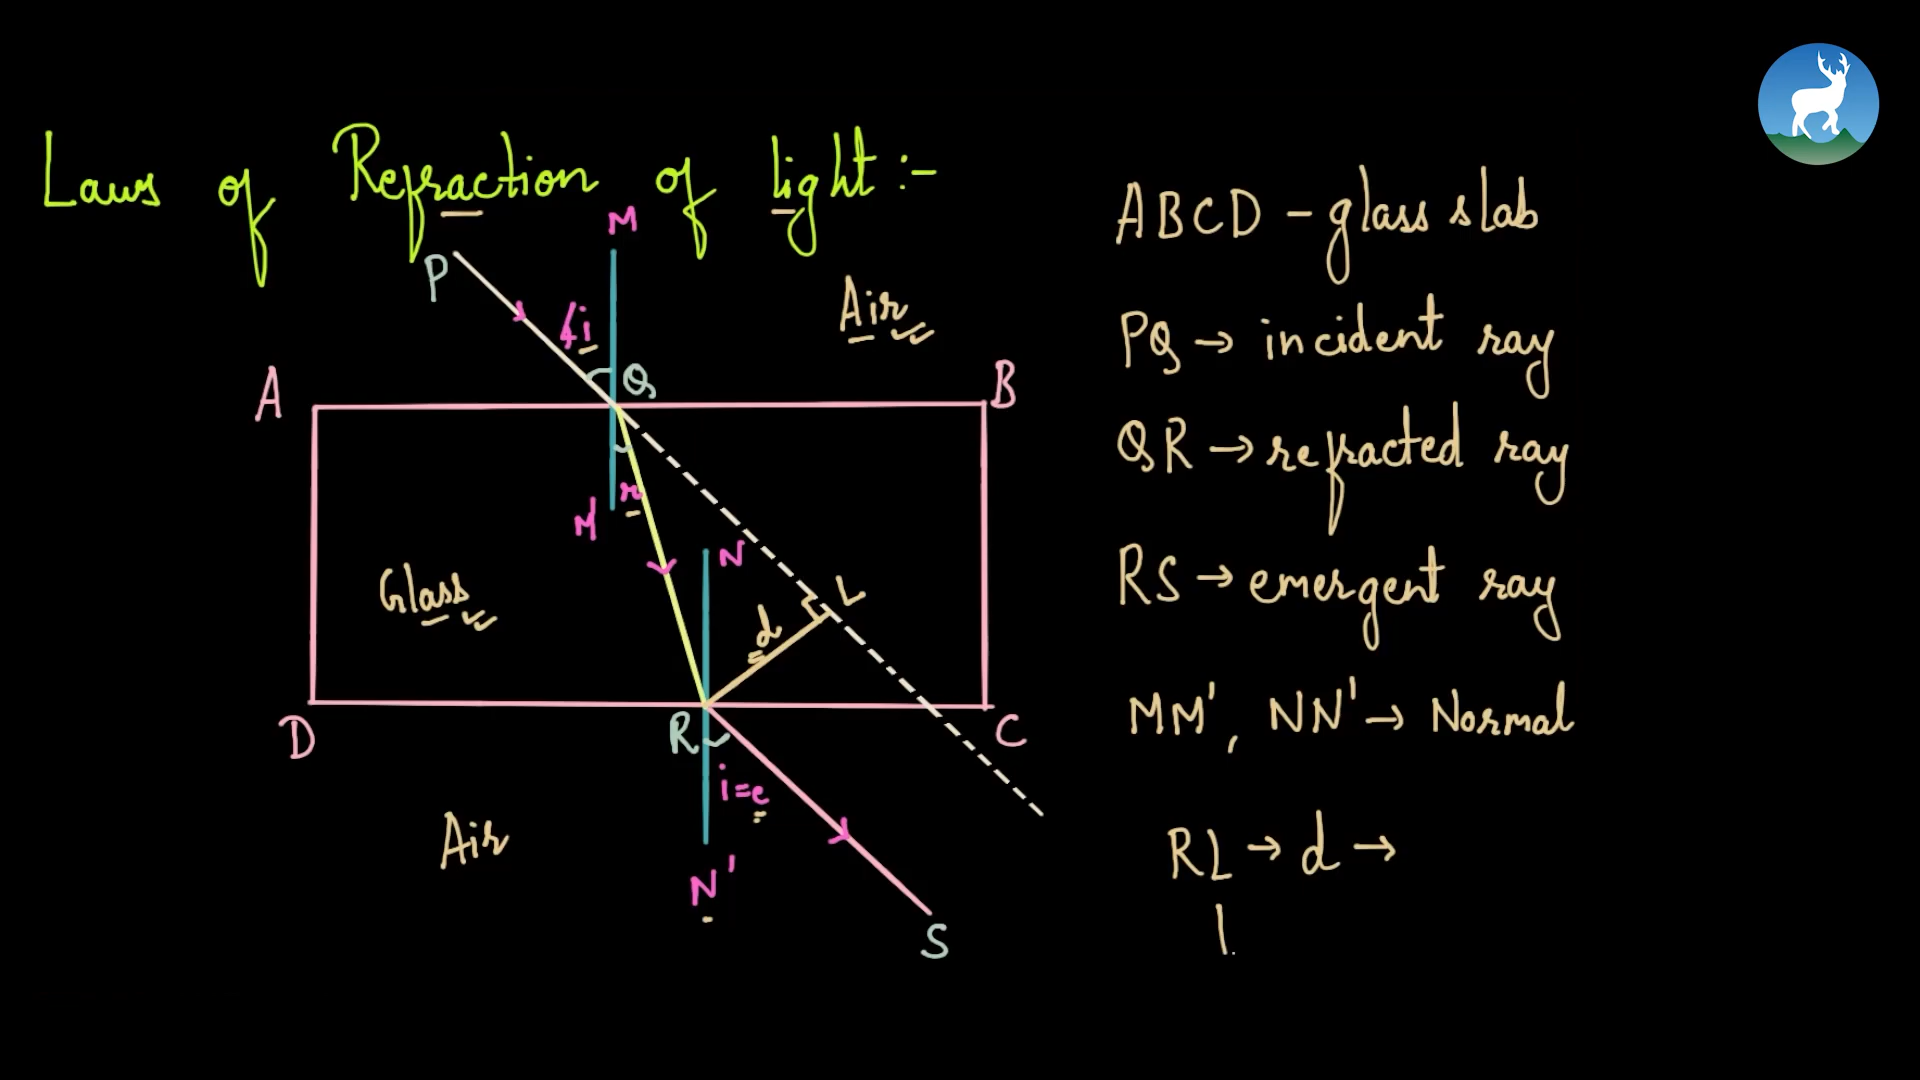 Laws of Refraction of light :-
M
P
∠i
Air
Q
A
B
r
M'
N
Glass
L
d
D
R
C
i=e
Air
N'
S
ABCD - glass slab
PQ → incident ray
QR → refracted ray
RS → emergent ray
MM', NN' → Normal
RL → d →